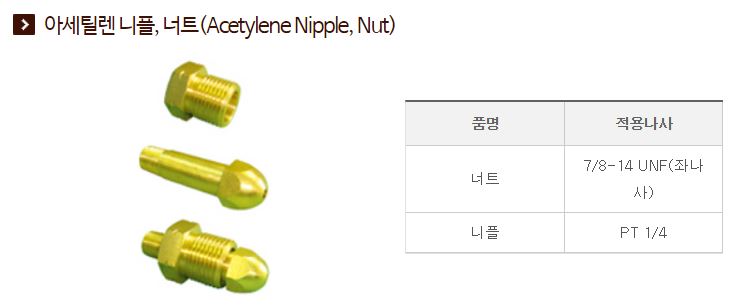 아세틸렌 니플, 너트(Acetylene Nipple, Nut)
품명 적용나사
너트 7/8-14 UNF(좌나
사)
니플 PT 1/4